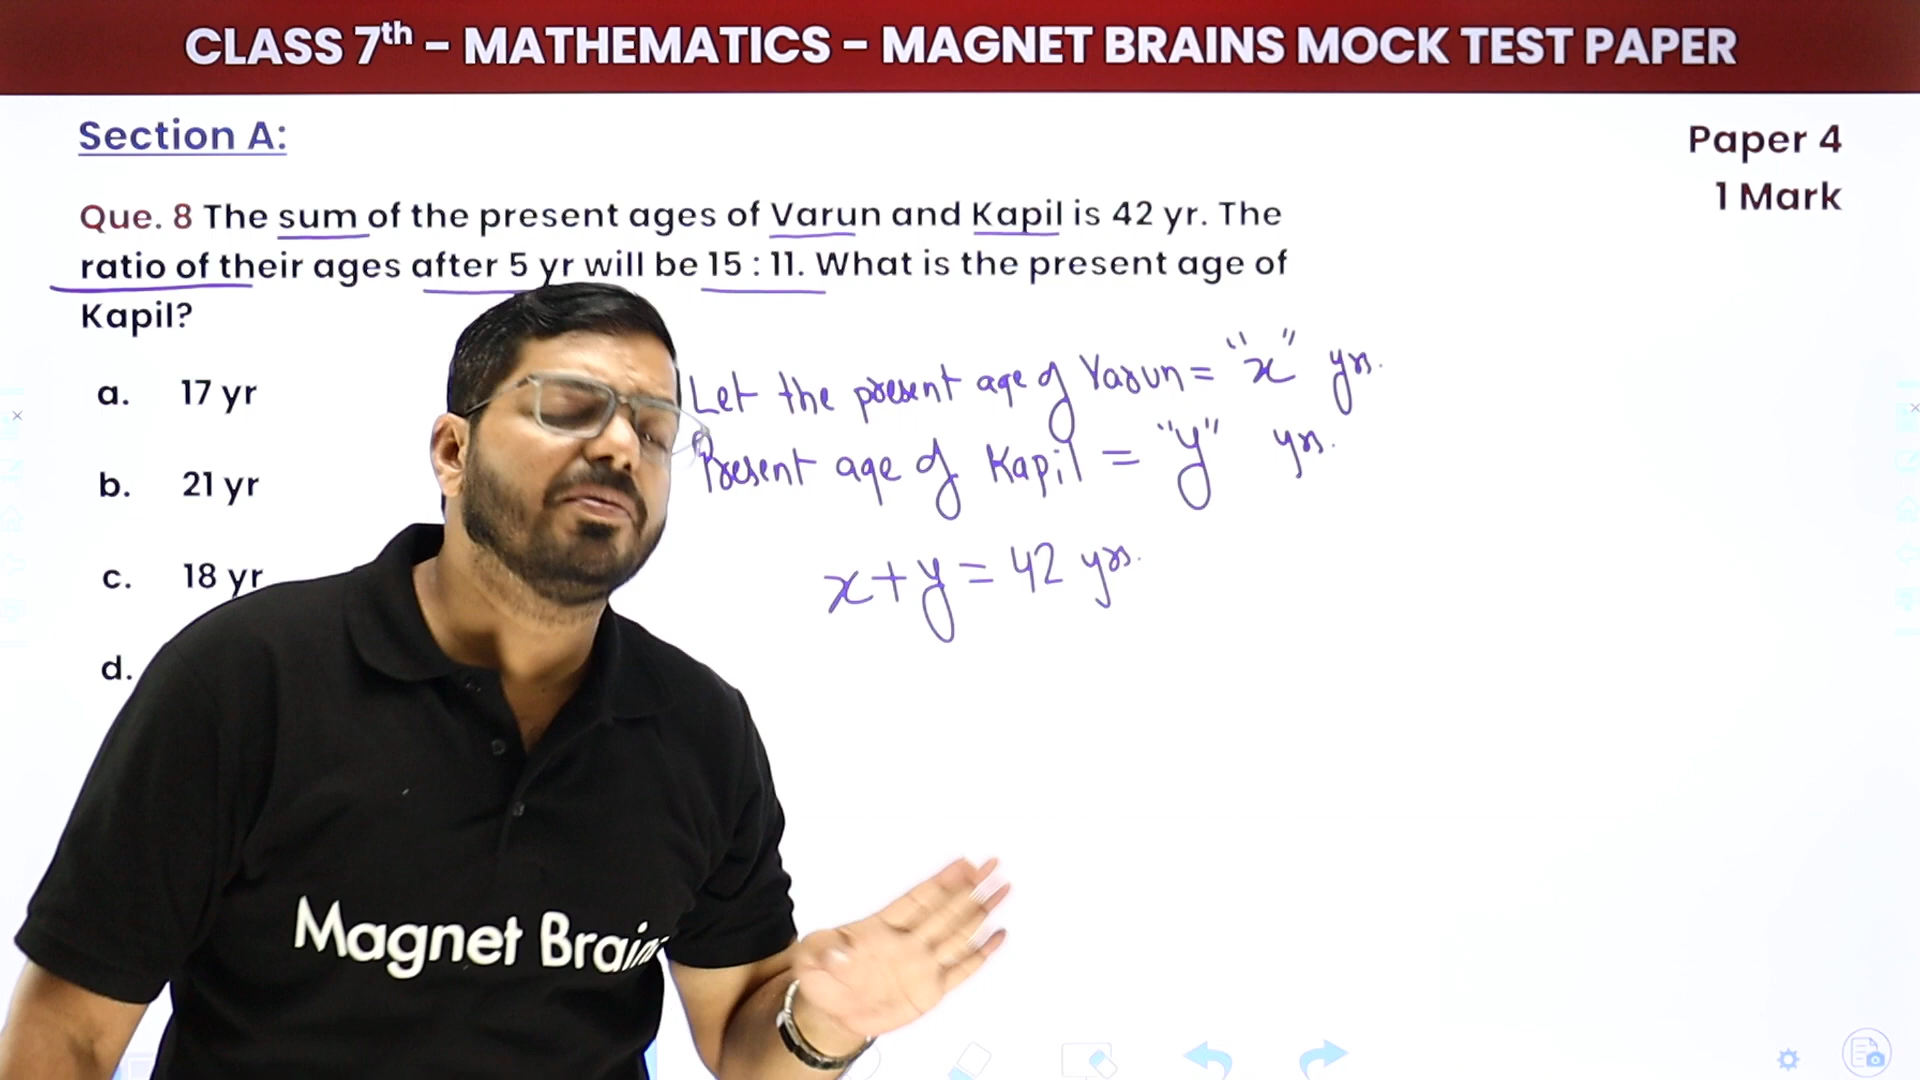 CLASS 7th – MATHEMATICS – MAGNET BRAINS MOCK TEST PAPER
Section A:
Paper 4
1 Mark
Que. 8 The sum of the present ages of Varun and Kapil is 42 yr. The
ratio of their ages after 5 yr will be 15 : 11. What is the present age of
Kapil?
a. 17 yr
b. 21 yr
c. 18 yr
d.
Let the present age of Varun = "x" yrs.
Present age of Kapil = "y" yrs.
x + y = 42 yrs.
Magnet Brains